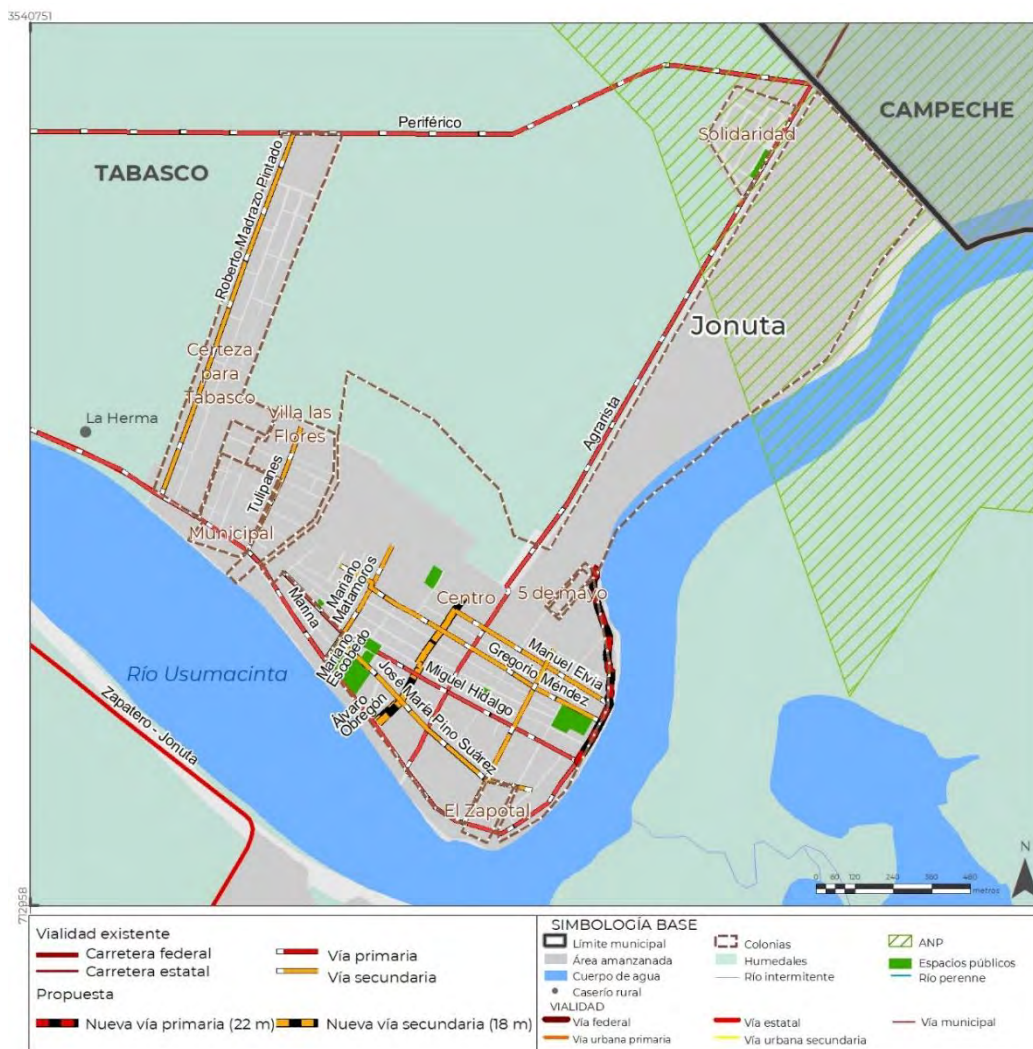 3540751
CAMPECHE
Periférico
Solidaridad
TABASCO
Roberto Madrazo Pintado
Jonuta
Certeza
para
Tabasco
La Herma
Villa las
Flores
Agrarista
Tulipanes
Municipal
Mariano
Matamoros
Marina
Centro
5 de mayo
Mariano
Escobedo
Manuel Elvia
Gregorio Méndez
Miguel Hidalgo
José María Pino Suárez
Álvaro
Obregón
Río Usumacinta
Zapatero - Jonuta
El Zapotal
N
0 60 120 240 360 480
metros
712958
Vialidad existente
Carretera federal
Carretera estatal
Vía primaria
Vía secundaria
Propuesta
Nueva vía primaria (22 m)
Nueva vía secundaria (18 m)
SIMBOLOGÍA BASE
Límite municipal
Área amanzanada
Cuerpo de agua
Caserío rural
Colonias
Humedales
Río intermitente
ANP
Espacios públicos
Río perenne
VIALIDAD
Vía federal
Vía urbana primaria
Vía estatal
Vía urbana secundaria
Vía municipal